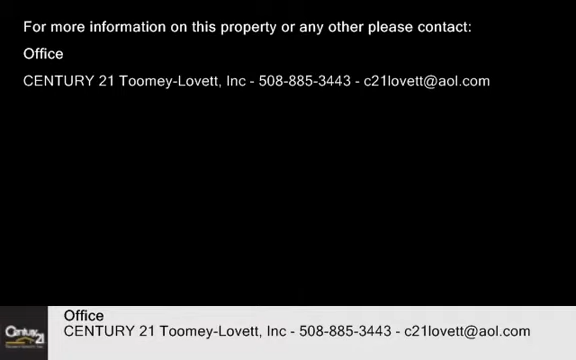 For more information on this property or any other please contact:
Office
CENTURY 21 Toomey-Lovett, Inc - 508-885-3443 - c21lovett@aol.com
Office
CENTURY 21 Toomey-Lovett, Inc - 508-885-3443 - c21lovett@aol.com
Century
21